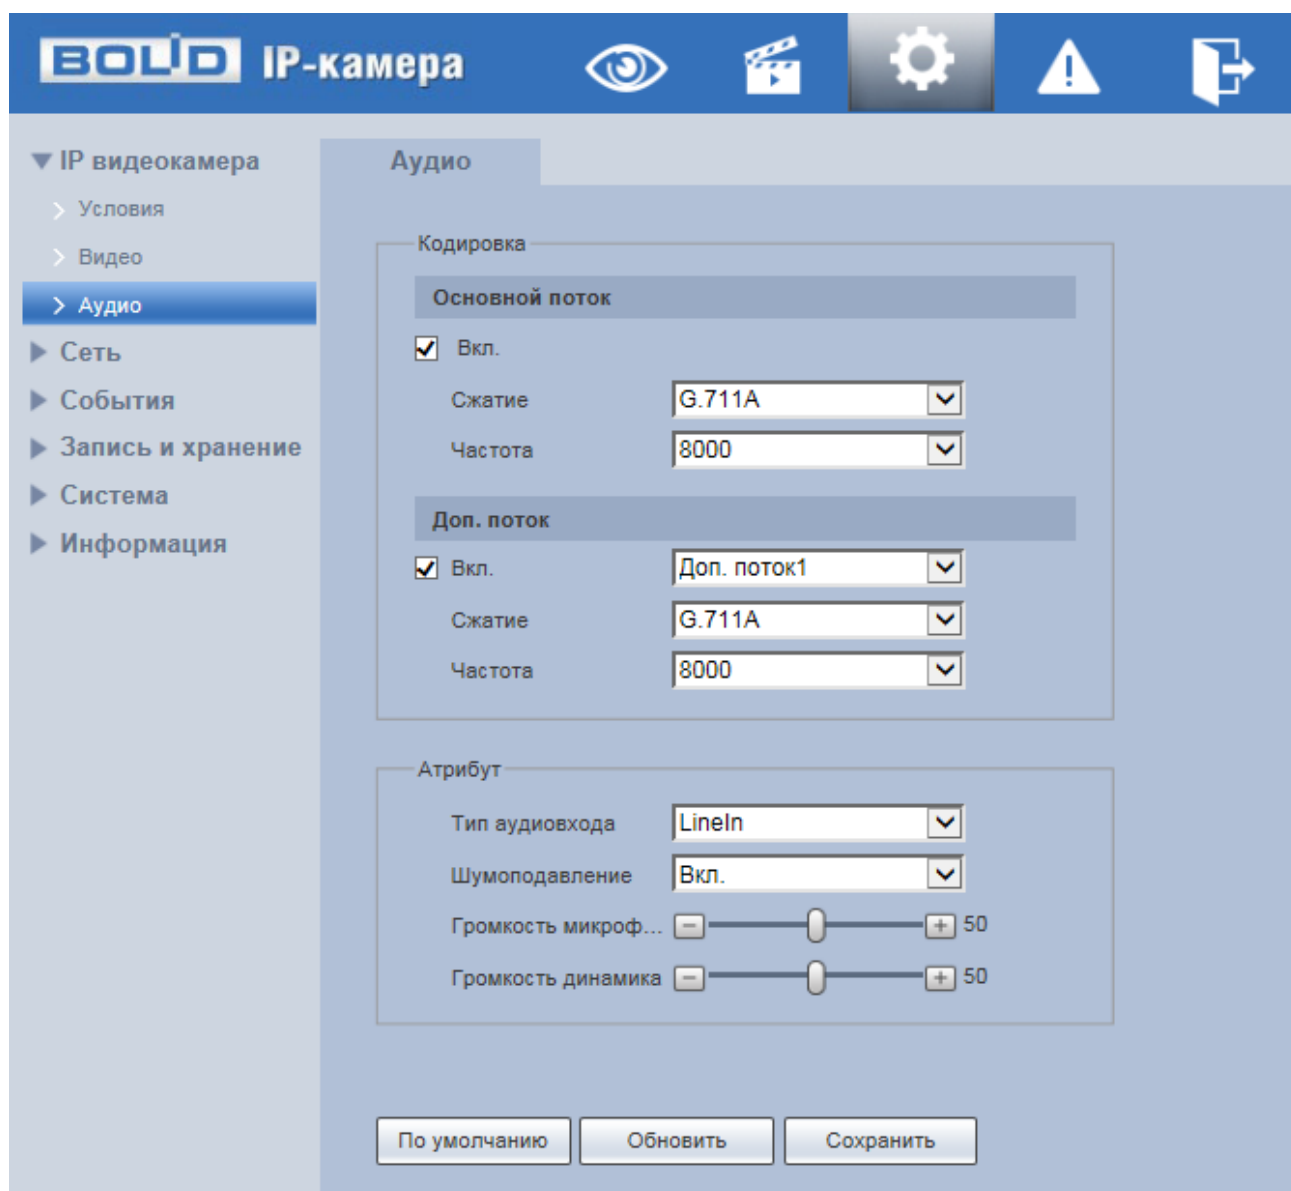 BOLID IP-камера
IP видеокамера
Условия
Видео
Аудио
Сеть
События
Запись и хранение
Система
Информация
Аудио
Кодировка
Основной поток
Вкл.
Сжатие G.711A
Частота 8000
Доп. поток
Вкл. Доп. поток1
Сжатие G.711A
Частота 8000
Атрибут
Тип аудиовхода LineIn
Шумоподавление Вкл.
Громкость микроф... 50
Громкость динамика 50
По умолчанию Обновить Сохранить